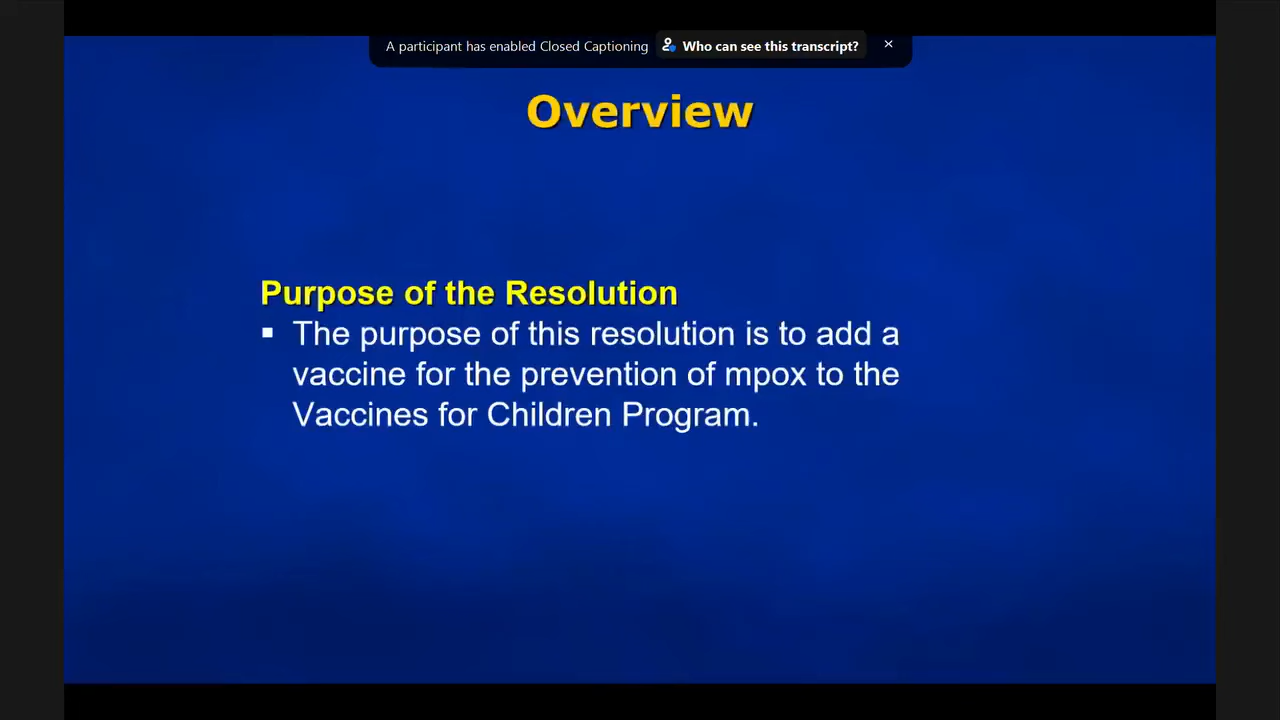 A participant has enabled Closed Captioning Who can see this transcript? ×
Overview
Purpose of the Resolution
▪ The purpose of this resolution is to add a
vaccine for the prevention of mpox to the
Vaccines for Children Program.